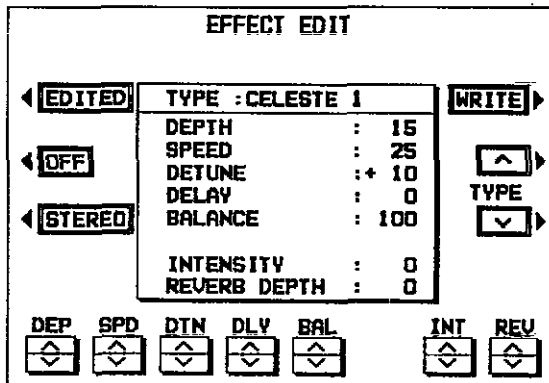 EFFECT EDIT
EDITED
TYPE :CELESTE 1
WRITE
DEPTH : 15
OFF
SPEED : 25
DETUNE :+ 10
TYPE
DELAY : 0
STEREO
BALANCE : 100
INTENSITY : 0
REVERB DEPTH : 0
DEP SPD DTN DLY BAL INT REV